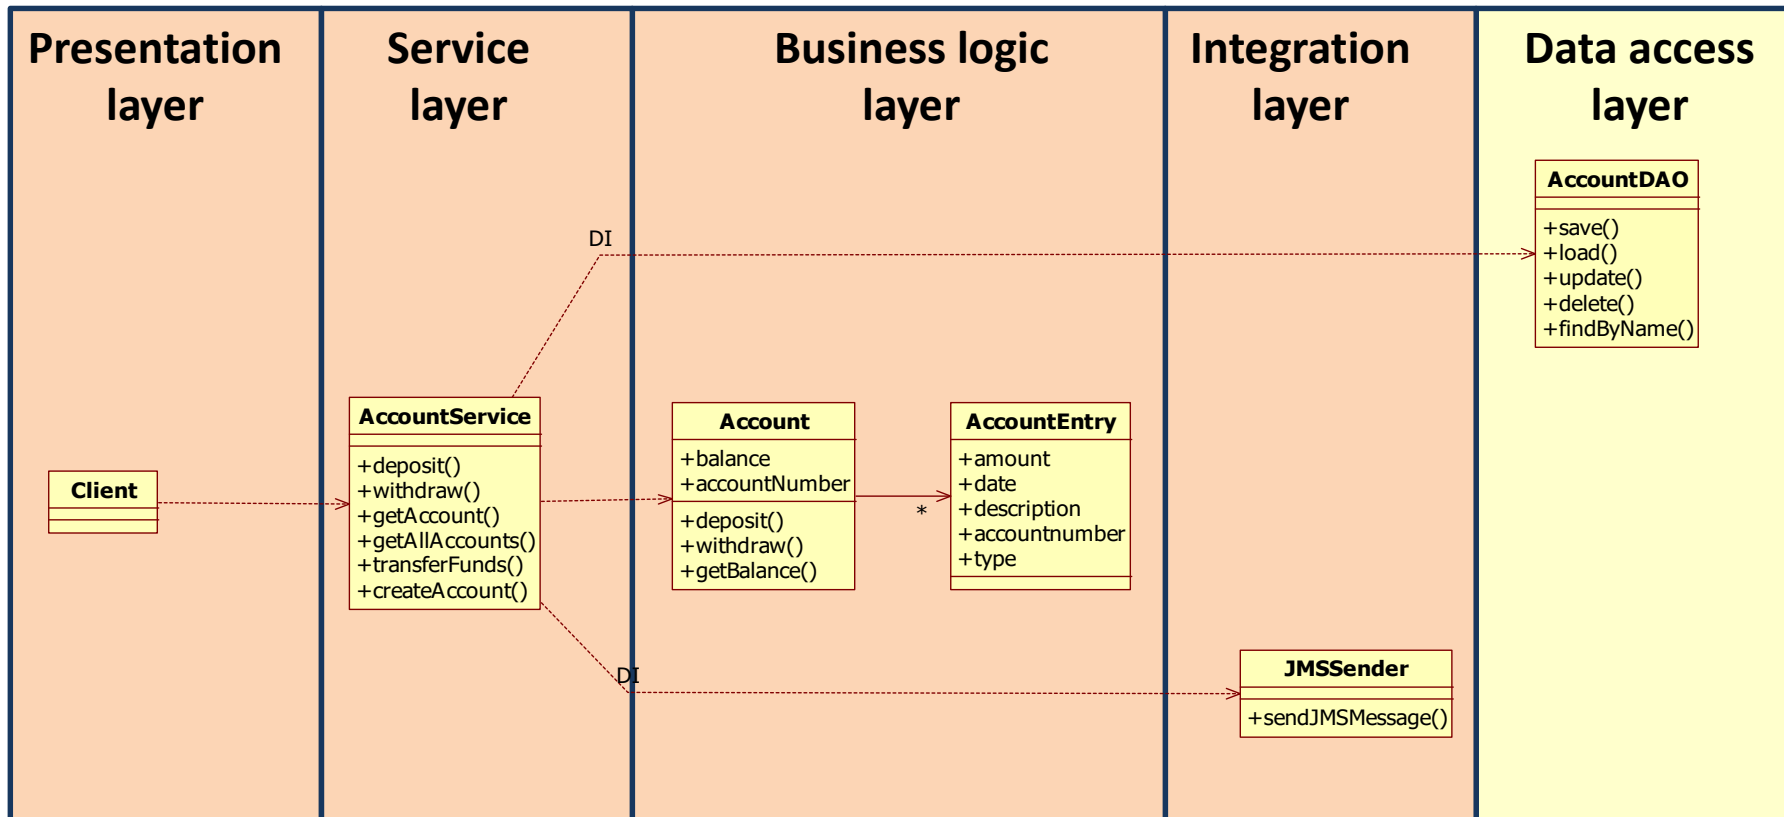 Presentation
layer
Service
layer
Business logic
layer
Integration
layer
Data access
layer
AccountDAO
+save()
+load()
+update()
+delete()
+findByName()
DI
AccountService
+deposit()
+withdraw()
+getAccount()
+getAllAccounts()
+transferFunds()
+createAccount()
Account
+balance
+accountNumber
+deposit()
+withdraw()
+getBalance()
*
AccountEntry
+amount
+date
+description
+accountnumber
+type
Client
DI
JMSSender
+sendJMSMessage()